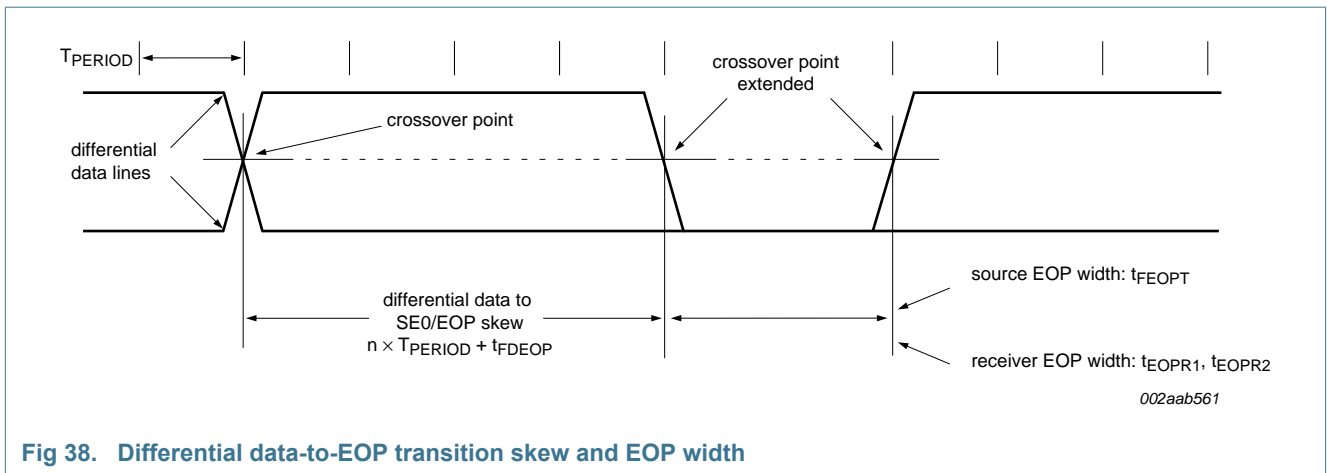 TPERIOD
crossover point
extended
crossover point
differential
data lines
source EOP width: tFEOPT
differential data to
SE0/EOP skew
n × TPERIOD + tFDEOP
receiver EOP width: tEOPR1, tEOPR2
002aab561
Fig 38. Differential data-to-EOP transition skew and EOP width